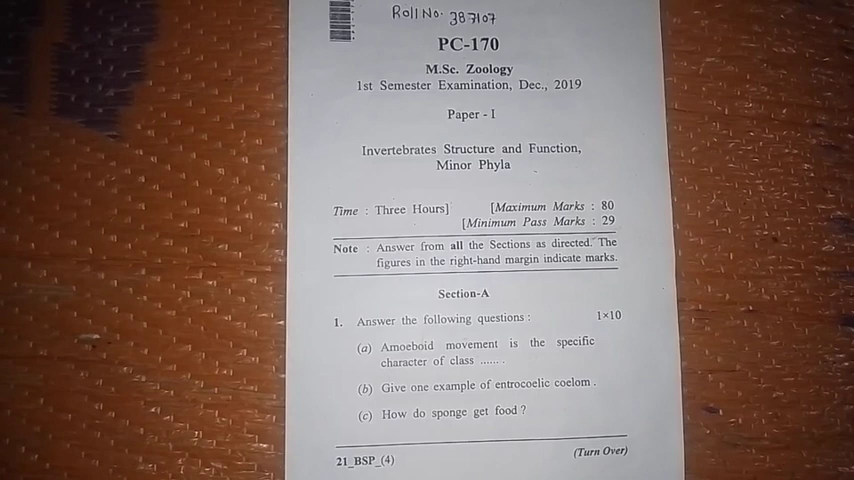 Roll No. 387107
PC-170
M.Sc. Zoology
1st Semester Examination, Dec., 2019
Paper - I
Invertebrates Structure and Function,
Minor Phyla
Time : Three Hours] [Maximum Marks : 80
[Minimum Pass Marks : 29
Note : Answer from all the Sections as directed. The
figures in the right-hand margin indicate marks.
Section-A
1. Answer the following questions : 1×10
(a) Amoeboid movement is the specific
character of class ....... .
(b) Give one example of entrocoelic coelom .
(c) How do sponge get food ?
21_BSP_(4) (Turn Over)